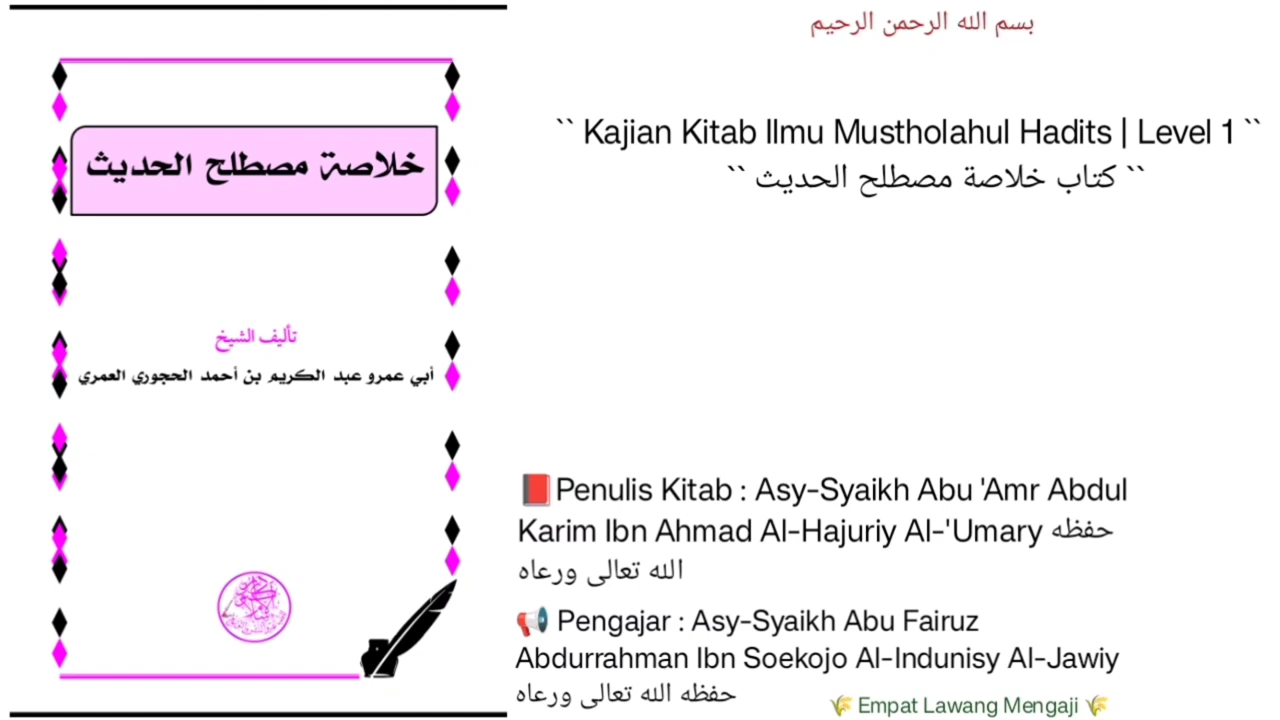 خلاصة مصطلح الحديث
تأليف الشيخ
أبي عمرو عبد الكريم بن أحمد الحجوري العمري
بسم الله الرحمن الرحيم
`` Kajian Kitab Ilmu Mustholahul Hadits | Level 1 ``
`` كتاب خلاصة مصطلح الحديث ``
📕Penulis Kitab : Asy-Syaikh Abu 'Amr Abdul
Karim Ibn Ahmad Al-Hajuriy Al-'Umary حفظه
الله تعالى ورعاه
📢 Pengajar : Asy-Syaikh Abu Fairuz
Abdurrahman Ibn Soekojo Al-Indunisy Al-Jawiy
حفظه الله تعالى ورعاه
🌾 Empat Lawang Mengaji 🌾